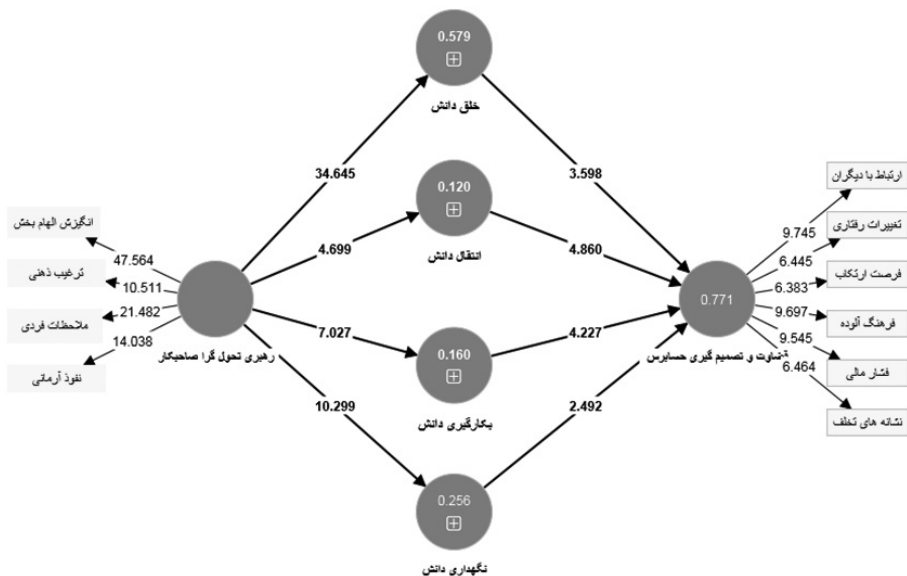 0.579
خلق دانش
34.645
3.598
ارتباط با دیگران
0.120
انتقال دانش
4.699
4.860
9.745
تغییرات رفتاری
انگیزش الهام بخش
47.564
6.445
ترغیب ذهنی
10.511
6.383
فرصت ارتکاب
ملاحظات فردی
21.482
0.771
9.697
فرهنگ آلوده
نفوذ آرمانی
14.038
رهبری تحول گرا صاحبکار
7.027
4.227
0.160
بکارگیری دانش
قضاوت و تصمیم گیری حسابرس
9.545
فشار مالی
6.464
نشانه های تخلف
10.299
2.492
0.256
نگهداری دانش